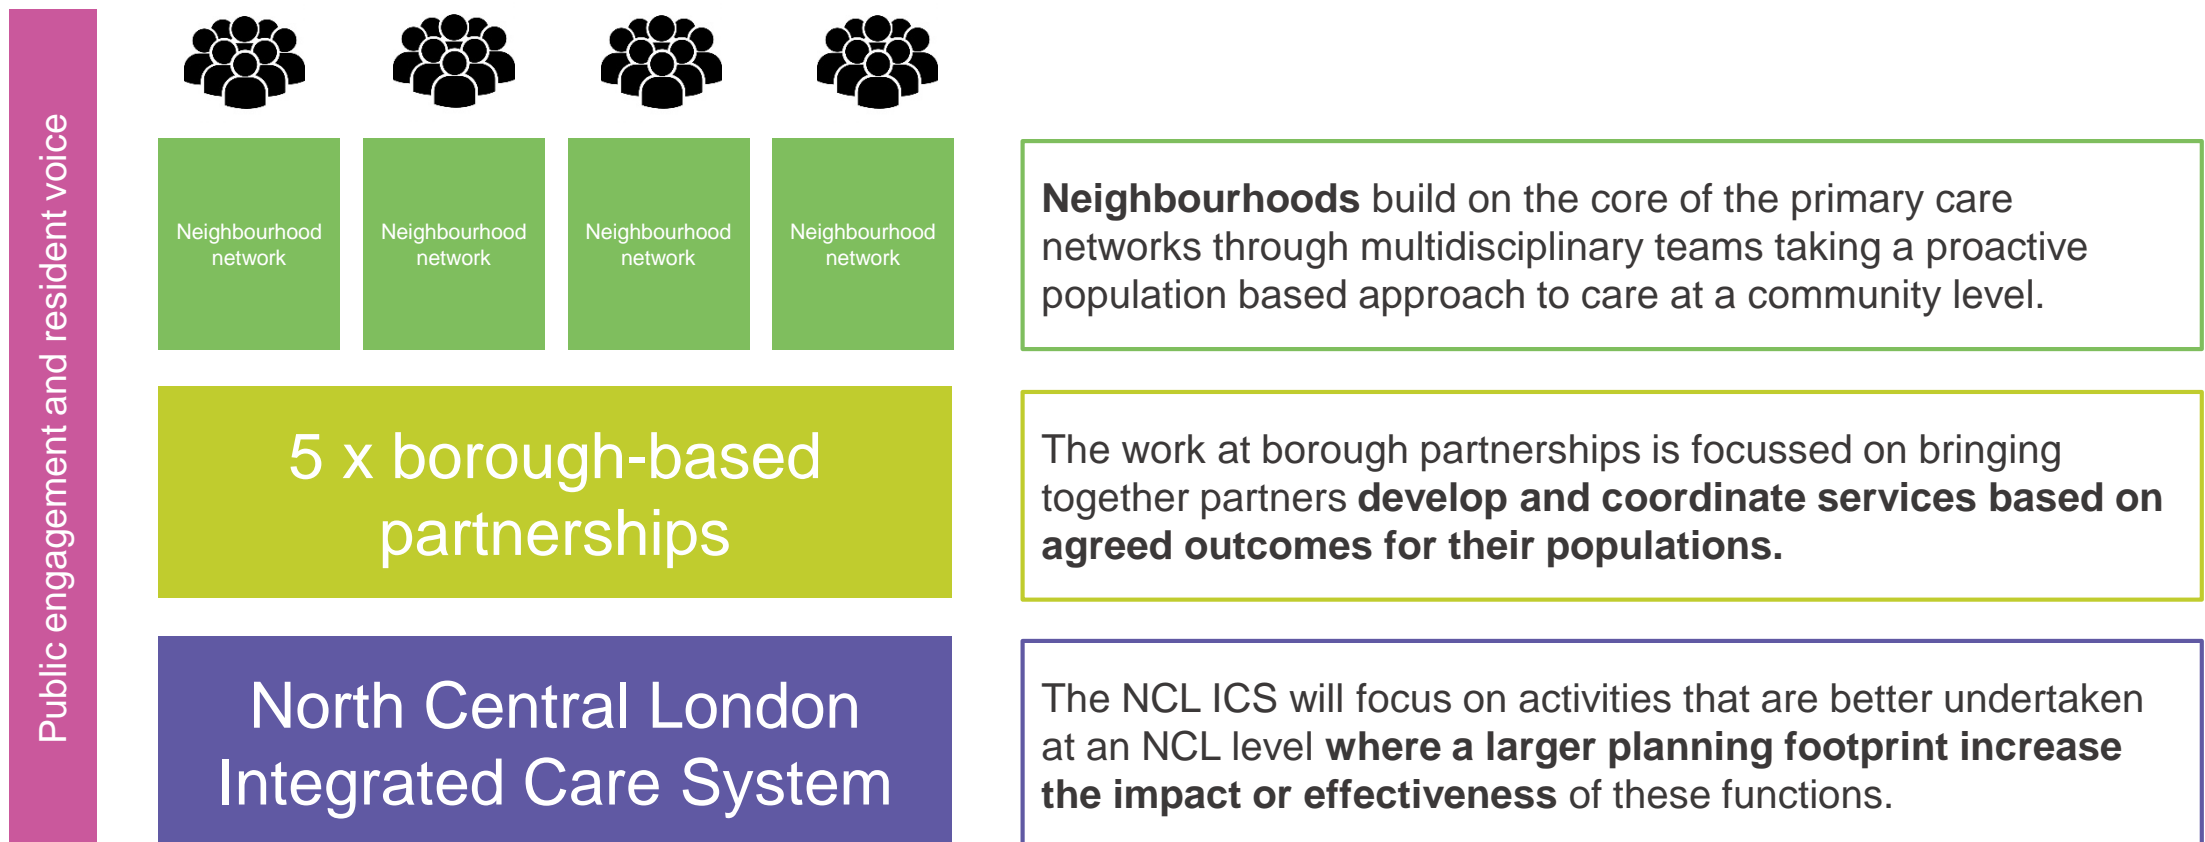 Public engagement and resident voice
Neighbourhood
network
Neighbourhood
network
Neighbourhood
network
Neighbourhood
network
Neighbourhoods build on the core of the primary care
networks through multidisciplinary teams taking a proactive
population based approach to care at a community level.
5 x borough-based
partnerships
The work at borough partnerships is focussed on bringing
together partners develop and coordinate services based on
agreed outcomes for their populations.
North Central London
Integrated Care System
The NCL ICS will focus on activities that are better undertaken
at an NCL level where a larger planning footprint increase
the impact or effectiveness of these functions.